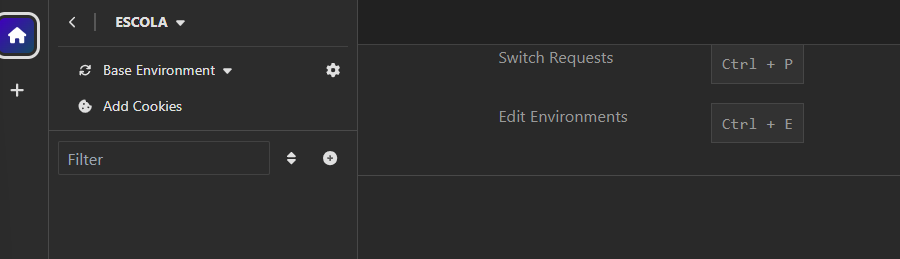 ESCOLA
Base Environment
Add Cookies
Filter
Switch Requests
Ctrl + P
Edit Environments
Ctrl + E